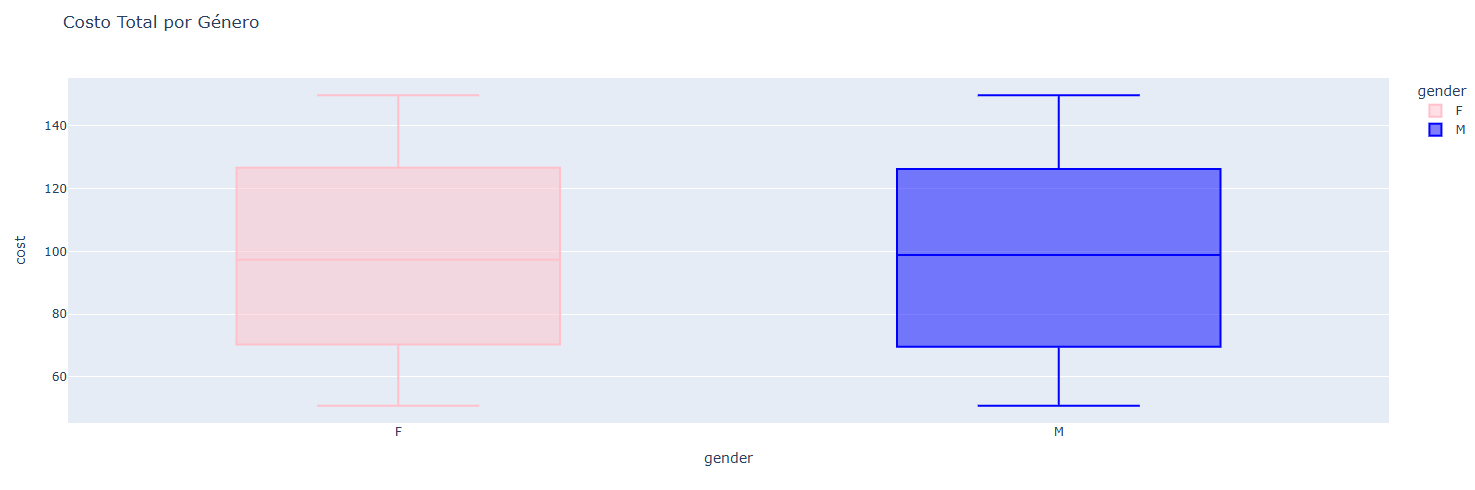 Costo Total por Género
cost
140
120
100
80
60
F
M
gender
gender
F
M